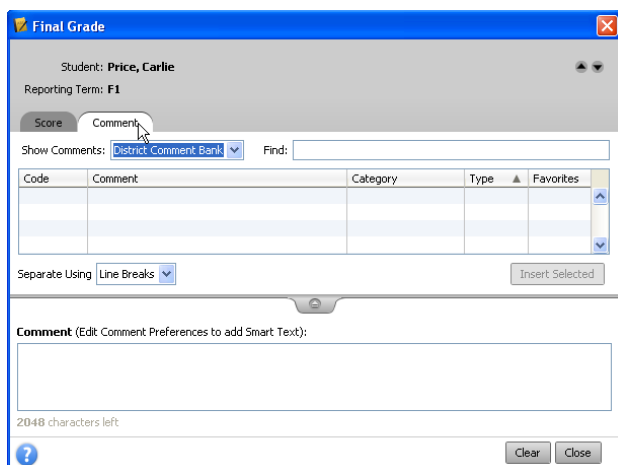 Final Grade
Student: Price, Carlie
Reporting Term: F1
Score Comment
Show Comments: District Comment Bank Find:
Code Comment Category Type Favorites
Separate Using Line Breaks Insert Selected
Comment (Edit Comment Preferences to add Smart Text):
2048 characters left
? Clear Close